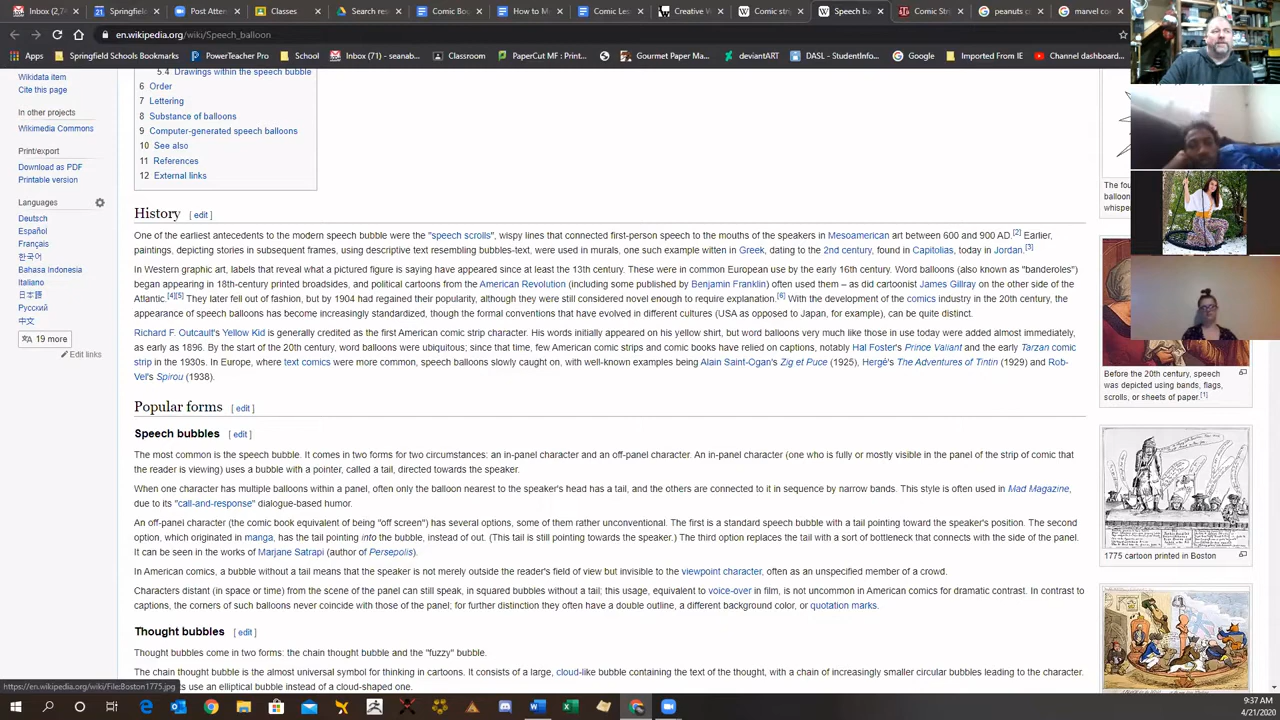 Inbox (2,7
Post Attend
Classes
Search res
Comic Boo
How to M
Comic Less
Creative W
Comic stri
Speech ba
Comic Stri
peanuts c
marvel co
en.wikipedia.org/wiki/Speech_balloon
Apps
Springfield Schools
PowerTeacher Pro
School
Inbox (71) - seanab...
Classroom
PaperCut MF : Print...
Gourmet Paper Ma...
deviantART
DASL - StudentInfo...
Google
Imported From IE
Channel dashboard...
Wikidata item
Cite this page
In other projects
Wikimedia Commons
Print/export
Download as PDF
Printable version
Languages
Deutsch
Español
Français
한국어
Bahasa Indonesia
Italiano
日本語
Русский
中文
19 more
Edit links
5.4 Drawings within the speech bubble
6 Order
7 Lettering
8 Substance of balloons
9 Computer-generated speech balloons
10 See also
11 References
12 External links
History [ edit ]
One of the earliest antecedents to the modern speech bubble were the "speech scrolls", wispy lines that connected first-person speech to the mouths of the speakers in Mesoamerican art between 600 and 900 AD.[2] Earlier,
paintings, depicting stories in subsequent frames, using descriptive text resembling bubbles-text, were used in murals, one such example witten in Greek, dating to the 2nd century, found in Capitolias, today in Jordan.[3]
In Western graphic art, labels that reveal what a pictured figure is saying have appeared since at least the 13th century. These were in common European use by the early 16th century. Word balloons (also known as "banderoles")
began appearing in 18th-century printed broadsides, and political cartoons from the American Revolution (including some published by Benjamin Franklin) often used them – as did cartoonist James Gillray on the other side of the
Atlantic.[4][5] They later fell out of fashion, but by 1904 had regained their popularity, although they were still considered novel enough to require explanation.[6] With the development of the comics industry in the 20th century, the
appearance of speech balloons has become increasingly standardized, though the formal conventions that have evolved in different cultures (USA as opposed to Japan, for example), can be quite distinct.
Richard F. Outcault's Yellow Kid is generally credited as the first American comic strip character. His words initially appeared on his yellow shirt, but word balloons very much like those in use today were added almost immediately,
as early as 1896. By the start of the 20th century, word balloons were ubiquitous; since that time, few American comic strips and comic books have relied on captions, notably Hal Foster's Prince Valiant and the early Tarzan comic
strip in the 1930s. In Europe, where text comics were more common, speech balloons slowly caught on, with well-known examples being Alain Saint-Ogan's Zig et Puce (1925), Hergé's The Adventures of Tintin (1929) and Rob-
Vel's Spirou (1938).
Popular forms [ edit ]
Speech bubbles [ edit ]
The most common is the speech bubble. It comes in two forms for two circumstances: an in-panel character and an off-panel character. An in-panel character (one who is fully or mostly visible in the panel of the strip of comic that
the reader is viewing) uses a bubble with a pointer, called a tail, directed towards the speaker.
When one character has multiple balloons within a panel, often only the balloon nearest to the speaker's head has a tail, and the others are connected to it in sequence by narrow bands. This style is often used in Mad Magazine,
due to its "call-and-response" dialogue-based humor.
An off-panel character (the comic book equivalent of being "off screen") has several options, some of them rather unconventional. The first is a standard speech bubble with a tail pointing toward the speaker's position. The second
option, which originated in manga, has the tail pointing into the bubble, instead of out. (This tail is still pointing towards the speaker.) The third option replaces the tail with a sort of bottleneck that connects with the side of the panel.
It can be seen in the works of Marjane Satrapi (author of Persepolis).
In American comics, a bubble without a tail means that the speaker is not merely outside the reader's field of view but invisible to the viewpoint character, often as an unspecified member of a crowd.
Characters distant (in space or time) from the scene of the panel can still speak, in squared bubbles without a tail; this usage, equivalent to voice-over in film, is not uncommon in American comics for dramatic contrast. In contrast to
captions, the corners of such balloons never coincide with those of the panel; for further distinction they often have a double outline, a different background color, or quotation marks.
Thought bubbles [ edit ]
Thought bubbles come in two forms: the chain thought bubble and the "fuzzy" bubble.
The chain thought bubble is the almost universal symbol for thinking in cartoons. It consists of a large, cloud-like bubble containing the text of the thought, with a chain of increasingly smaller circular bubbles leading to the character.
use an elliptical bubble instead of a cloud-shaped one.
https://en.wikipedia.org/wiki/File:Boston1775.jpg
The fou
balloon
whispe
Before the 20th century, speech
was depicted using bands, flags,
scrolls, or sheets of paper.[1]
1775 cartoon printed in Boston
9:37 AM
4/21/2020